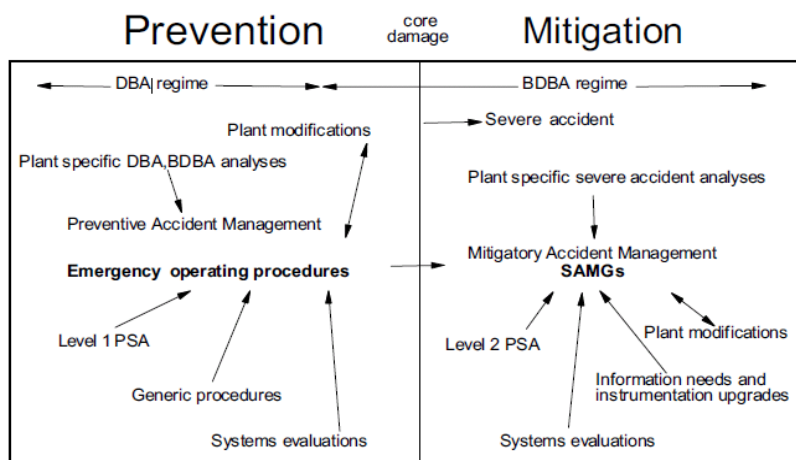 Prevention
core
damage
Mitigation
DBA| regime
BDBA regime
Plant modifications
Severe accident
Plant specific DBA,BDBA analyses
Plant specific severe accident analyses
Preventive Accident Management
Emergency operating procedures
Mitigatory Accident Management
SAMGs
Level 1 PSA
Level 2 PSA
Plant modifications
Generic procedures
Information needs and
instrumentation upgrades
Systems evaluations
Systems evaluations